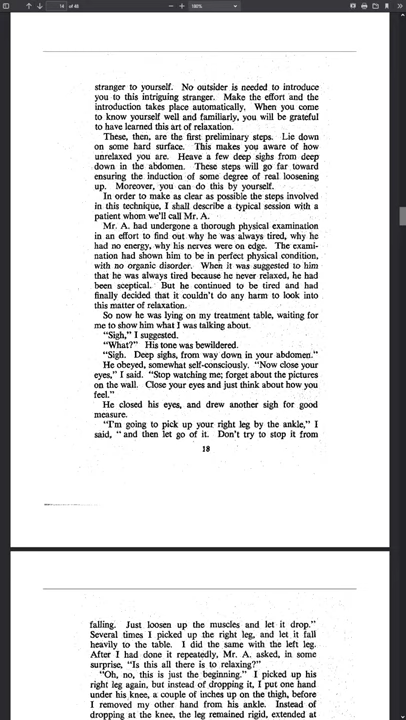 14 of 46
100%
stranger to yourself. No outsider is needed to introduce
you to this intriguing stranger. Make the effort and the
introduction takes place automatically. When you come
to know yourself well and familiarly, you will be grateful
to have learned this art of relaxation.
These, then, are the first preliminary steps. Lie down
on some hard surface. This makes you aware of how
unrelaxed you are. Heave a few deep sighs from deep
down in the abdomen. These steps will go far toward
ensuring the induction of some degree of real loosening
up. Moreover, you can do this by yourself.
In order to make as clear as possible the steps involved
in this technique, I shall describe a typical session with a
patient whom we'll call Mr. A.
Mr. A. had undergone a thorough physical examination
in an effort to find out why he was always tired, why he
had no energy, why his nerves were on edge. The exami-
nation had shown him to be in perfect physical condition,
with no organic disorder. When it was suggested to him
that he was always tired because he never relaxed, he had
been sceptical. But he continued to be tired and had
finally decided that it couldn't do any harm to look into
this matter of relaxation.
So now he was lying on my treatment table, waiting for
me to show him what I was talking about.
"Sigh," I suggested.
"What?" His tone was bewildered.
"Sigh. Deep sighs, from way down in your abdomen."
He obeyed, somewhat self-consciously. "Now close your
eyes," I said. "Stop watching me; forget about the pictures
on the wall. Close your eyes and just think about how you
feel."
He closed his eyes, and drew another sigh for good
measure.
"I'm going to pick up your right leg by the ankle," I
said, " and then let go of it. Don't try to stop it from
18
falling. Just loosen up the muscles and let it drop."
Several times I picked up the right leg, and let it fall
heavily to the table. I did the same with the left leg.
After I had done it repeatedly, Mr. A. asked, in some
surprise, "Is this all there is to relaxing?"
"Oh, no, this is just the beginning." I picked up his
right leg again, but instead of dropping it, I put one hand
under his knee, a couple of inches up on the thigh, before
I removed my other hand from his ankle. Instead of
dropping at the knee, the leg remained rigid, extended at